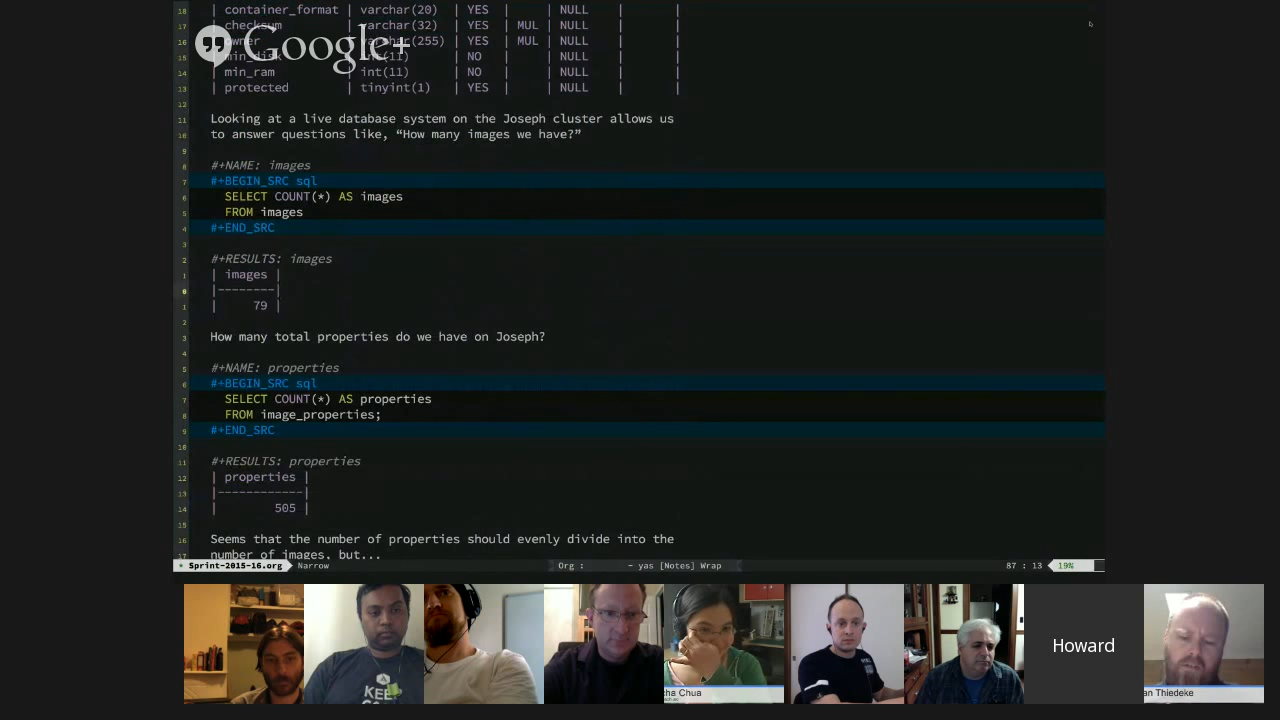 18 | container_format | varchar(20) | YES | | NULL | |
17 | checksum | varchar(32) | YES | MUL | NULL | |
16 | owner | varchar(255) | YES | MUL | NULL | |
15 | min_disk | int(11) | NO | | NULL | |
14 | min_ram | int(11) | NO | | NULL | |
13 | protected | tinyint(1) | YES | | NULL | |
Google+
12
11 Looking at a live database system on the Joseph cluster allows us
10 to answer questions like, “How many images we have?”
9
8 #+NAME: images
7 #+BEGIN_SRC sql
6 SELECT COUNT(*) AS images
5 FROM images
4 #+END_SRC
3
2 #+RESULTS: images
1 | images |
0 |--------|
1 | 79 |
2
3 How many total properties do we have on Joseph?
4
5 #+NAME: properties
6 #+BEGIN_SRC sql
7 SELECT COUNT(*) AS properties
8 FROM image_properties;
9 #+END_SRC
10
11 #+RESULTS: properties
12 | properties |
13 |------------|
14 | 505 |
15
16 Seems that the number of properties should evenly divide into the
17 number of images, but...
Sprint-2015-16.org Narrow Org : - yas [Notes] Wrap 87 : 13 19%
KEEP
cha Chua
Howard
an Thiedeke